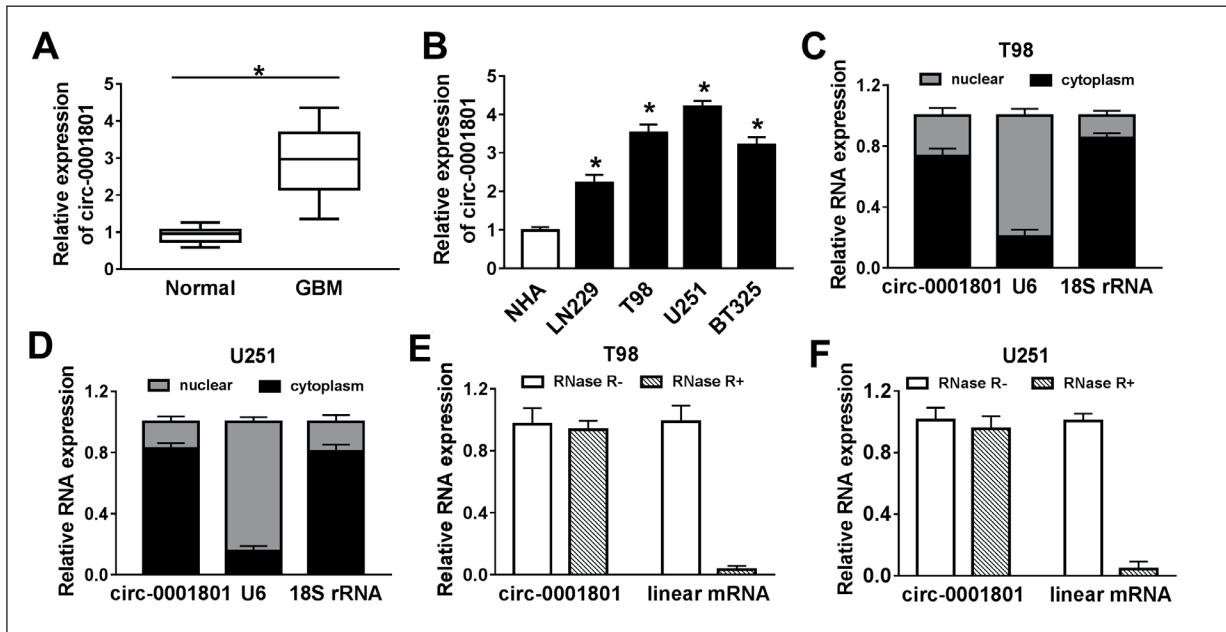 A
Relative expression
of circ-0001801
5
4
3
2
1
0
*
Normal
GBM
B
Relative expression
of circ-0001801
5
4
3
2
1
0
*
*
*
*
NHA
LN229
T98
U251
BT325
C
T98
nuclear
cytoplasm
Relative RNA expression
1.2
0.8
0.4
0.0
circ-0001801 U6 18S rRNA
D
U251
nuclear
cytoplasm
Relative RNA expression
1.2
0.8
0.4
0.0
circ-0001801 U6 18S rRNA
E
T98
RNase R-
RNase R+
Relative RNA expression
1.2
0.8
0.4
0.0
circ-0001801
linear mRNA
F
U251
RNase R-
RNase R+
Relative RNA expression
1.2
0.8
0.4
0.0
circ-0001801
linear mRNA